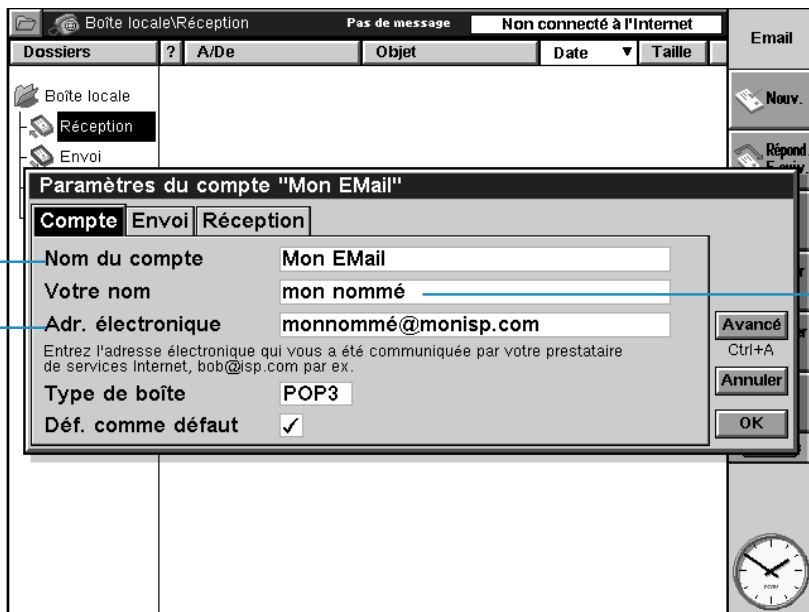 Boîte locale\Réception Pas de message Non connecté à l'Internet Email
Dossiers ? A/De Objet Date Taille
Boîte locale
Réception
Envoi
Nouv.
Répond
Paramètres du compte "Mon EMail"
Compte Envoi Réception
Nom du compte Mon EMail
Votre nom mon nommé
Adr. électronique monnommé@monisp.com
Entrez l'adresse électronique qui vous a été communiquée par votre prestataire
de services Internet, bob@isp.com par ex.
Type de boîte POP3
Déf. comme défaut ✓
Avancé
Ctrl+A
Annuler
OK